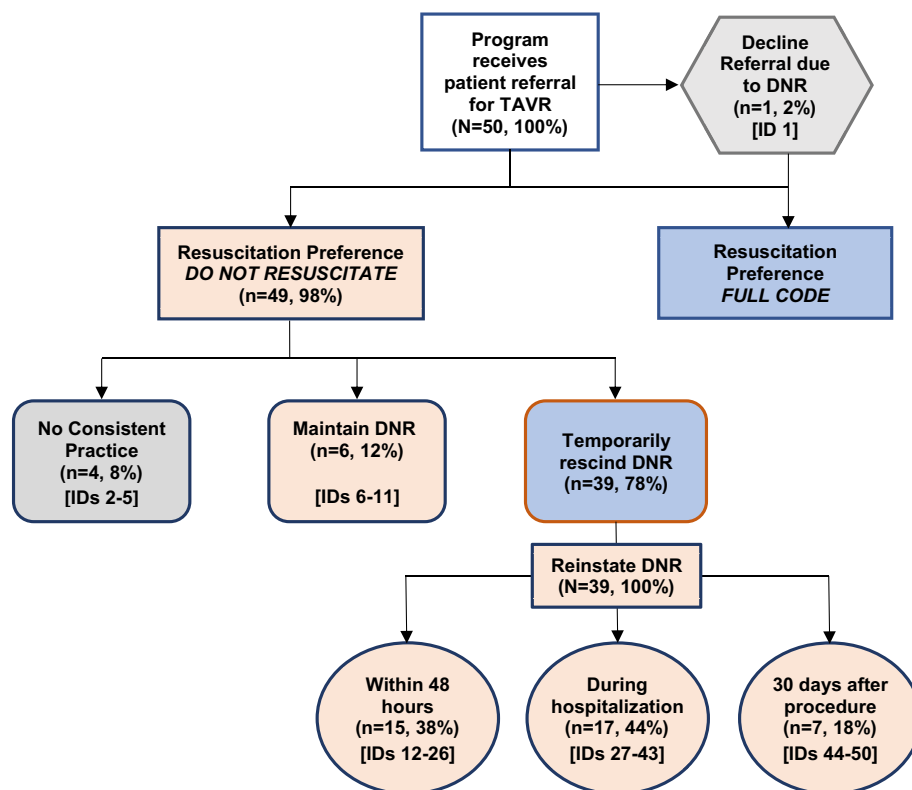 Program
receives
patient referral
for TAVR
(N=50, 100%)
Decline
Referral due
to DNR
(n=1, 2%)
[ID 1]
Resuscitation Preference
DO NOT RESUSCITATE
(n=49, 98%)
Resuscitation
Preference
FULL CODE
No Consistent
Practice
(n=4, 8%)
[IDs 2-5]
Maintain DNR
(n=6, 12%)
[IDs 6-11]
Temporarily
rescind DNR
(n=39, 78%)
Reinstate DNR
(N=39, 100%)
Within 48
hours
(n=15, 38%)
[IDs 12-26]
During
hospitalization
(n=17, 44%)
[IDs 27-43]
30 days after
procedure
(n=7, 18%)
[IDs 44-50]